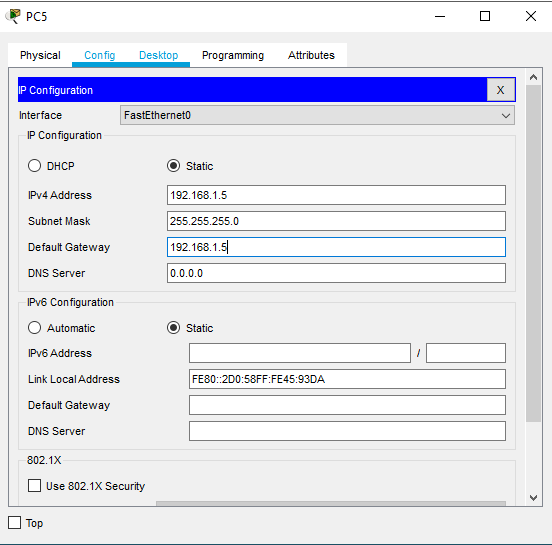 PC5
Physical Config Desktop Programming Attributes
IP Configuration X
Interface FastEthernet0
IP Configuration
DHCP Static
IPv4 Address 192.168.1.5
Subnet Mask 255.255.255.0
Default Gateway 192.168.1.5
DNS Server 0.0.0.0
IPv6 Configuration
Automatic Static
IPv6 Address /
Link Local Address FE80::2D0:58FF:FE45:93DA
Default Gateway
DNS Server
802.1X
Use 802.1X Security
Top